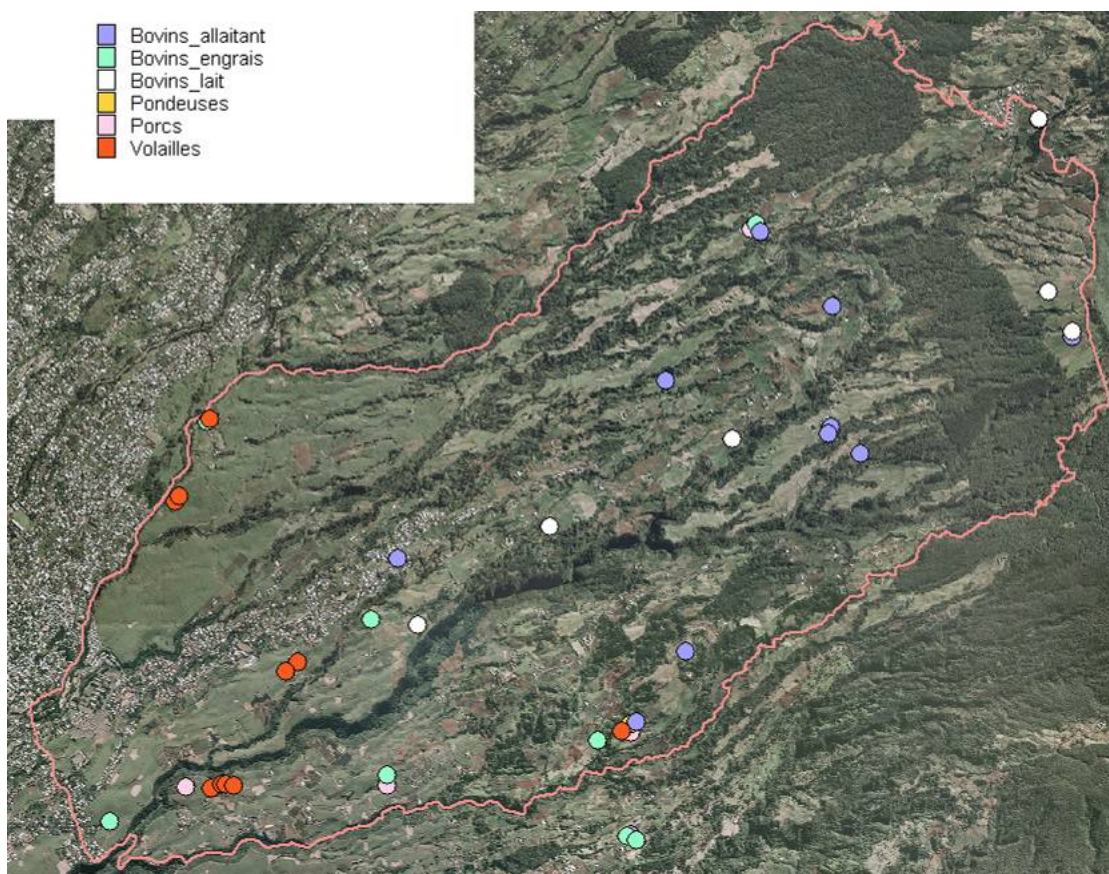 Bovins_allaitant
Bovins_engrais
Bovins_lait
Pondeuses
Porcs
Volailles